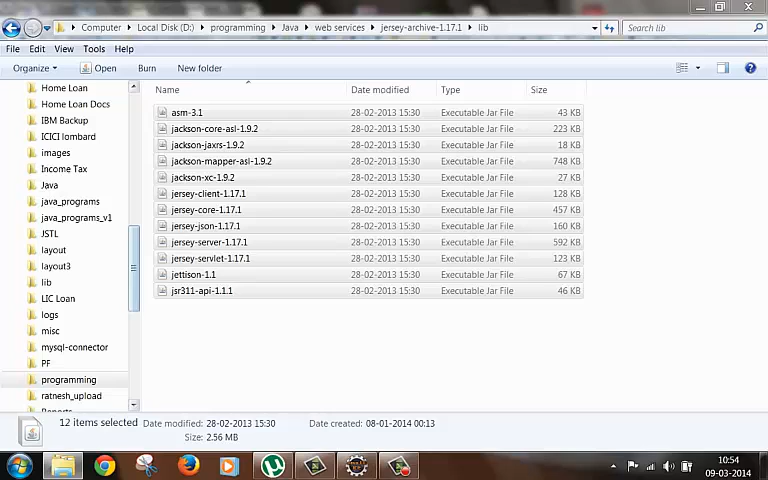 Computer ▸ Local Disk (D:) ▸ programming ▸ Java ▸ web services ▸ jersey-archive-1.17.1 ▸ lib
Search lib
File Edit View Tools Help
Organize Open Burn New folder
Name Date modified Type Size
Home Loan
Home Loan Docs
IBM Backup
ICICI lombard
images
Income Tax
Java
java_programs
java_programs_v1
JSTL
layout
layout3
lib
LIC Loan
logs
misc
mysql-connector
PF
programming
ratnesh_upload
Reports
asm-3.1 28-02-2013 15:30 Executable Jar File 43 KB
jackson-core-asl-1.9.2 28-02-2013 15:30 Executable Jar File 223 KB
jackson-jaxrs-1.9.2 28-02-2013 15:30 Executable Jar File 18 KB
jackson-mapper-asl-1.9.2 28-02-2013 15:30 Executable Jar File 748 KB
jackson-xc-1.9.2 28-02-2013 15:30 Executable Jar File 27 KB
jersey-client-1.17.1 28-02-2013 15:30 Executable Jar File 128 KB
jersey-core-1.17.1 28-02-2013 15:30 Executable Jar File 457 KB
jersey-json-1.17.1 28-02-2013 15:30 Executable Jar File 160 KB
jersey-server-1.17.1 28-02-2013 15:30 Executable Jar File 592 KB
jersey-servlet-1.17.1 28-02-2013 15:30 Executable Jar File 123 KB
jettison-1.1 28-02-2013 15:30 Executable Jar File 67 KB
jsr311-api-1.1.1 28-02-2013 15:30 Executable Jar File 46 KB
12 items selected Date modified: 28-02-2013 15:30 Date created: 08-01-2014 00:13
Size: 2.56 MB
10:54
09-03-2014